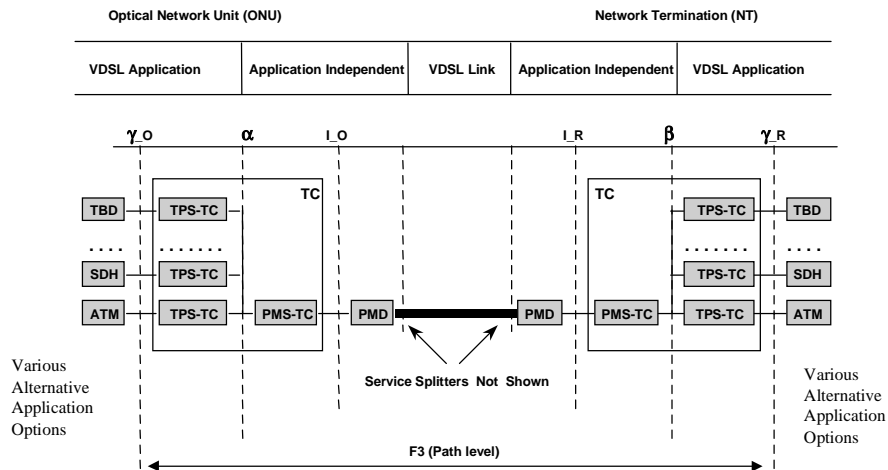 Optical Network Unit (ONU) Network Termination (NT)
VDSL Application Application Independent VDSL Link Application Independent VDSL Application
γ_O α I_O I_R β γ_R
TC TC
TBD TPS-TC TPS-TC TBD
. . . . . . . . . . . . . . . . . . . . . .
SDH TPS-TC TPS-TC SDH
ATM TPS-TC PMS-TC PMD PMD PMS-TC TPS-TC ATM
Service Splitters Not Shown
Various
Alternative
Application
Options
Various
Alternative
Application
Options
F3 (Path level)